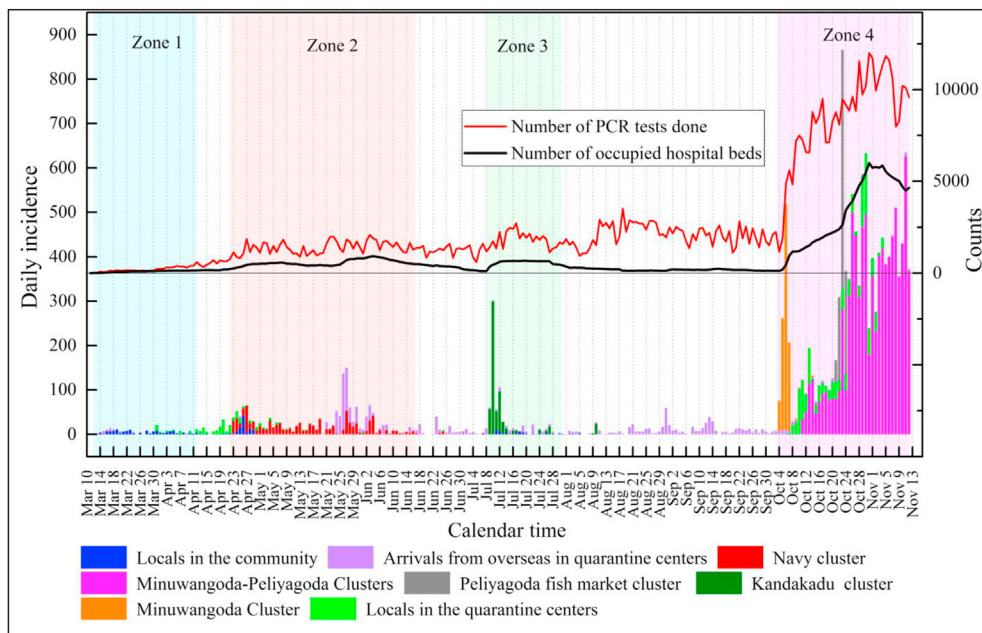 Zone 1
Zone 2
Zone 3
Zone 4
900
800
700
600
500
400
300
200
100
0
Daily incidence
Number of PCR tests done
Number of occupied hospital beds
10000
5000
0
Counts
Mar 10
Mar 14
Mar 18
Mar 22
Mar 26
Mar 30
Apr 3
Apr 7
Apr 11
Apr 15
Apr 19
Apr 23
Apr 27
May 1
May 5
May 9
May 13
May 17
May 21
May 25
May 29
Jun 2
Jun 6
Jun 10
Jun 14
Jun 18
Jun 22
Jun 26
Jun 30
Jul 4
Jul 8
Jul 12
Jul 16
Jul 20
Jul 24
Jul 28
Aug 1
Aug 5
Aug 9
Aug 13
Aug 17
Aug 21
Aug 25
Aug 29
Sep 2
Sep 6
Sep 10
Sep 14
Sep 18
Sep 22
Sep 26
Sep 30
Oct 4
Oct 8
Oct 12
Oct 16
Oct 20
Oct 24
Oct 28
Nov 1
Nov 5
Nov 9
Nov 13
Calendar time
Locals in the community
Arrivals from overseas in quarantine centers
Navy cluster
Minuwangoda-Peliyagoda Clusters
Peliyagoda fish market cluster
Kandakadu cluster
Minuwangoda Cluster
Locals in the quarantine centers